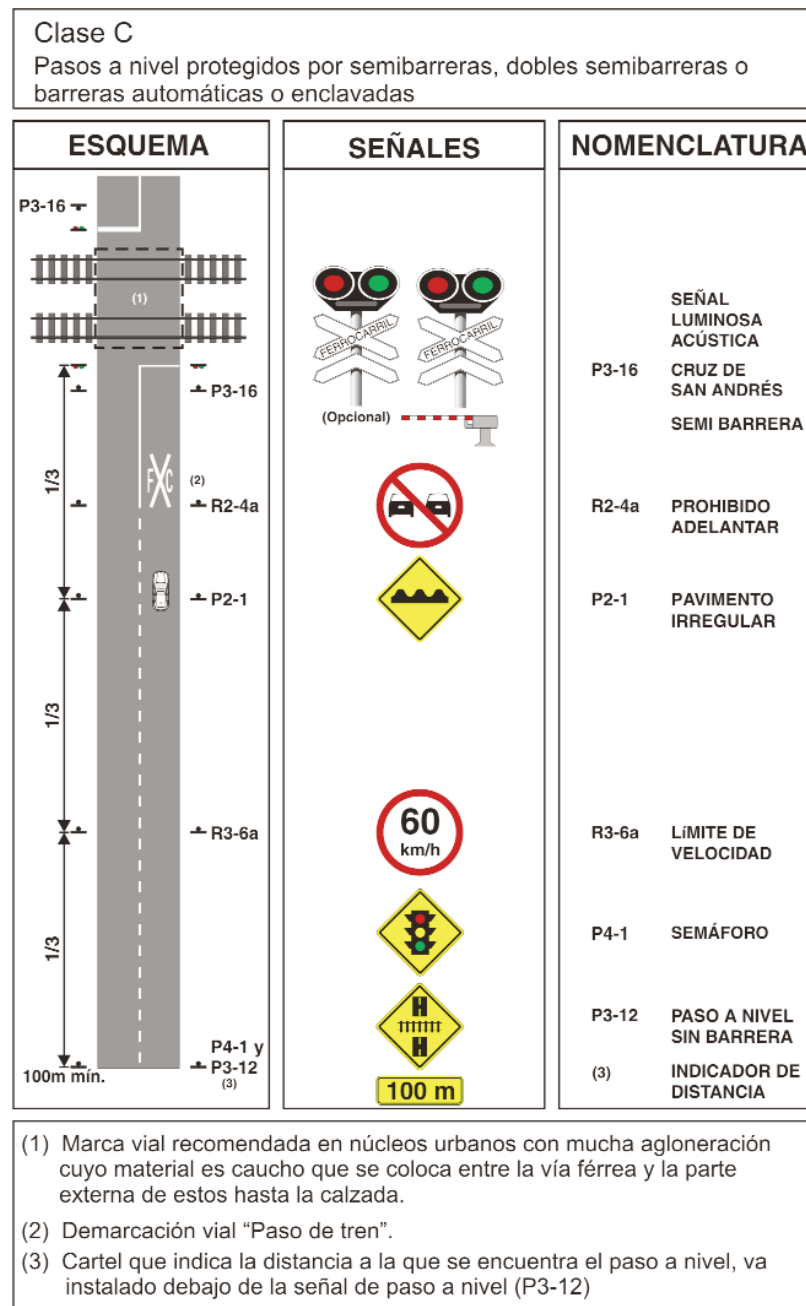 Clase C
Pasos a nivel protegidos por semibarreras, dobles semibarreras o
barreras automáticas o enclavadas
ESQUEMA
P3-16
(1)
P3-16
1/3
F C
(2)
R2-4a
P2-1
1/3
R3-6a
1/3
P4-1 y
100m mín.
P3-12
(3)
SEÑALES
FERROCARRIL
FERROCARRIL
(Opcional)
60
km/h
100 m
NOMENCLATURA
SEÑAL
LUMINOSA
ACÚSTICA
P3-16 CRUZ DE
SAN ANDRÉS
SEMI BARRERA
R2-4a PROHIBIDO
ADELANTAR
P2-1 PAVIMENTO
IRREGULAR
R3-6a LíMITE DE
VELOCIDAD
P4-1 SEMÁFORO
P3-12 PASO A NIVEL
SIN BARRERA
(3) INDICADOR DE
DISTANCIA
(1) Marca vial recomendada en núcleos urbanos con mucha agloneración
cuyo material es caucho que se coloca entre la vía férrea y la parte
externa de estos hasta la calzada.
(2) Demarcación vial “Paso de tren”.
(3) Cartel que indica la distancia a la que se encuentra el paso a nivel, va
instalado debajo de la señal de paso a nivel (P3-12)